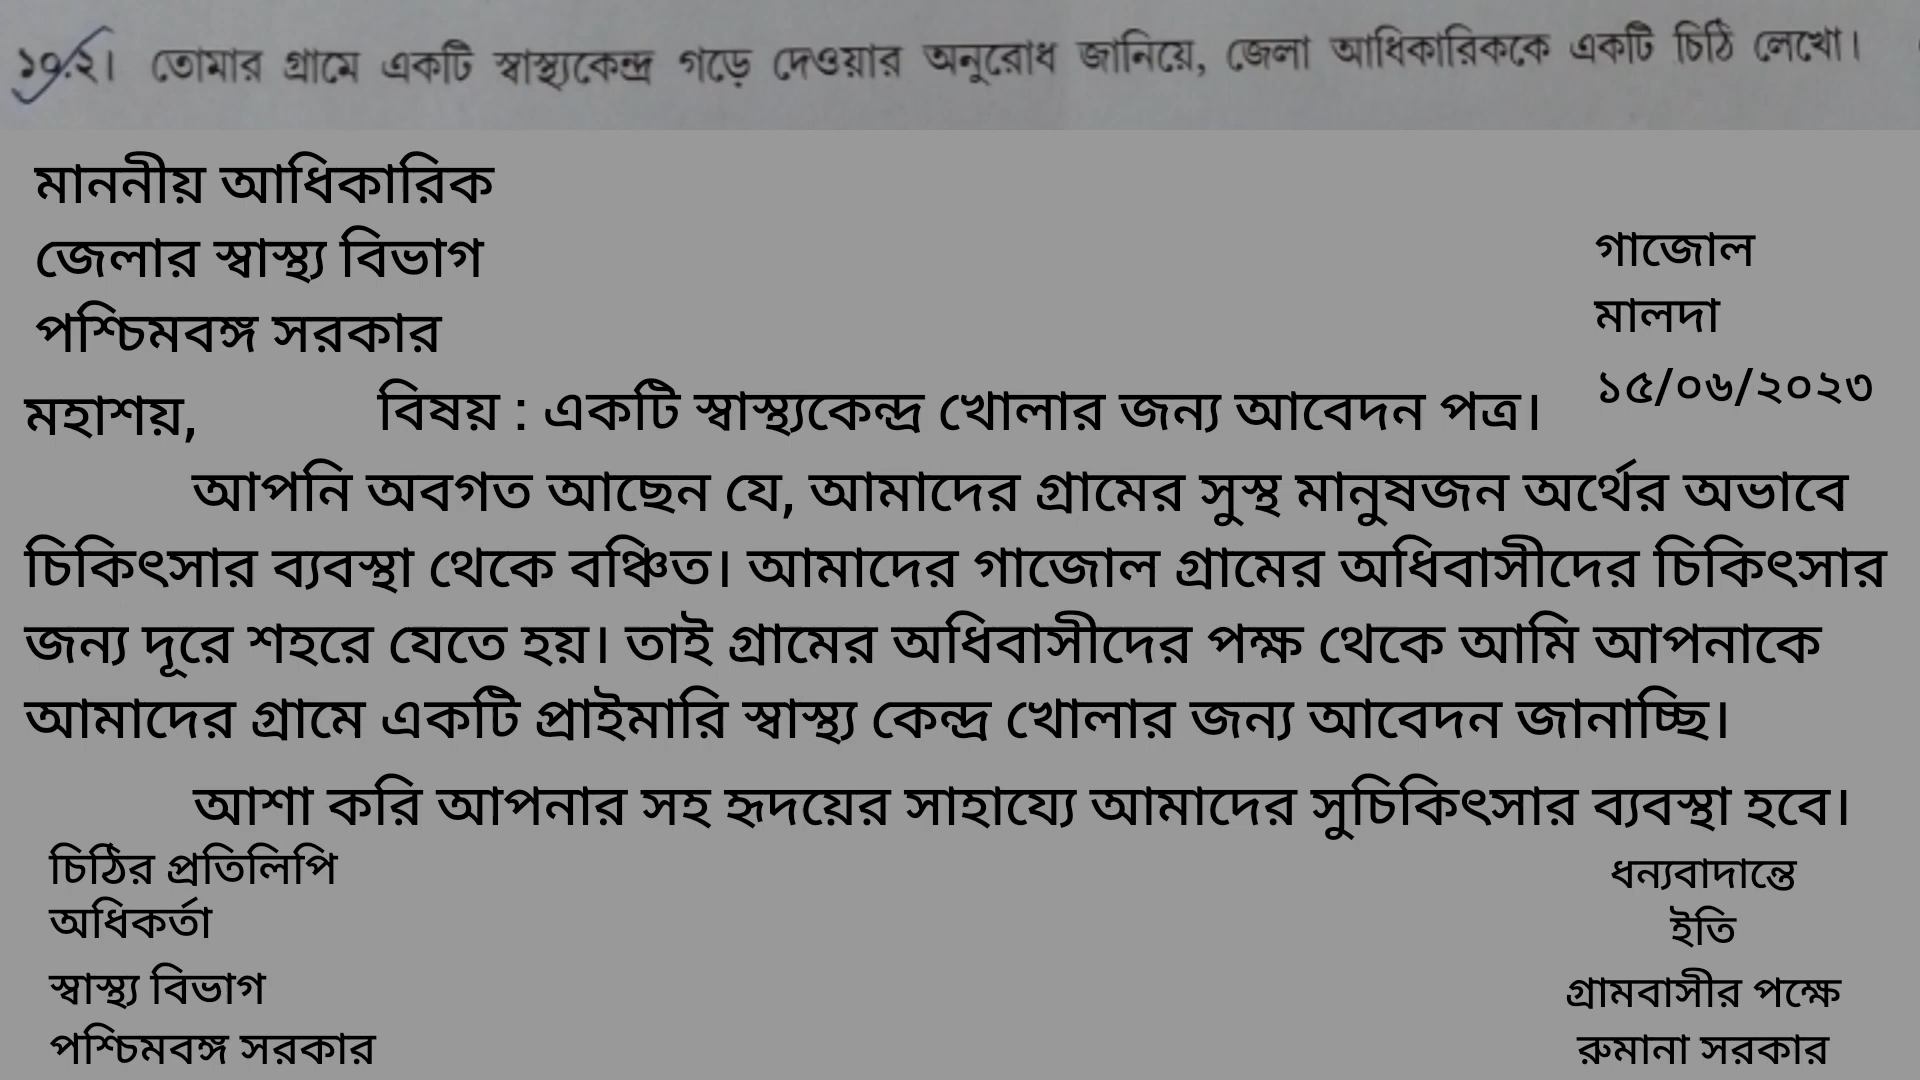 ১০.২। তোমার গ্রামে একটি স্বাস্থ্যকেন্দ্র গড়ে দেওয়ার অনুরোধ জানিয়ে, জেলা আধিকারিককে একটি চিঠি লেখো।
মাননীয় আধিকারিক
জেলার স্বাস্থ্য বিভাগ
পশ্চিমবঙ্গ সরকার
গাজোল
মালদা
১৫/০৬/২০২৩
মহাশয়,
বিষয় : একটি স্বাস্থ্যকেন্দ্র খোলার জন্য আবেদন পত্র।
আপনি অবগত আছেন যে, আমাদের গ্রামের সুস্থ মানুষজন অর্থের অভাবে
চিকিৎসার ব্যবস্থা থেকে বঞ্চিত। আমাদের গাজোল গ্রামের অধিবাসীদের চিকিৎসার
জন্য দূরে শহরে যেতে হয়। তাই গ্রামের অধিবাসীদের পক্ষ থেকে আমি আপনাকে
আমাদের গ্রামে একটি প্রাইমারি স্বাস্থ্য কেন্দ্র খোলার জন্য আবেদন জানাচ্ছি।
আশা করি আপনার সহ হৃদয়ের সাহায্যে আমাদের সুচিকিৎসার ব্যবস্থা হবে।
চিঠির প্রতিলিপি
অধিকর্তা
স্বাস্থ্য বিভাগ
পশ্চিমবঙ্গ সরকার
ধন্যবাদান্তে
ইতি
গ্রামবাসীর পক্ষে
রুমানা সরকার